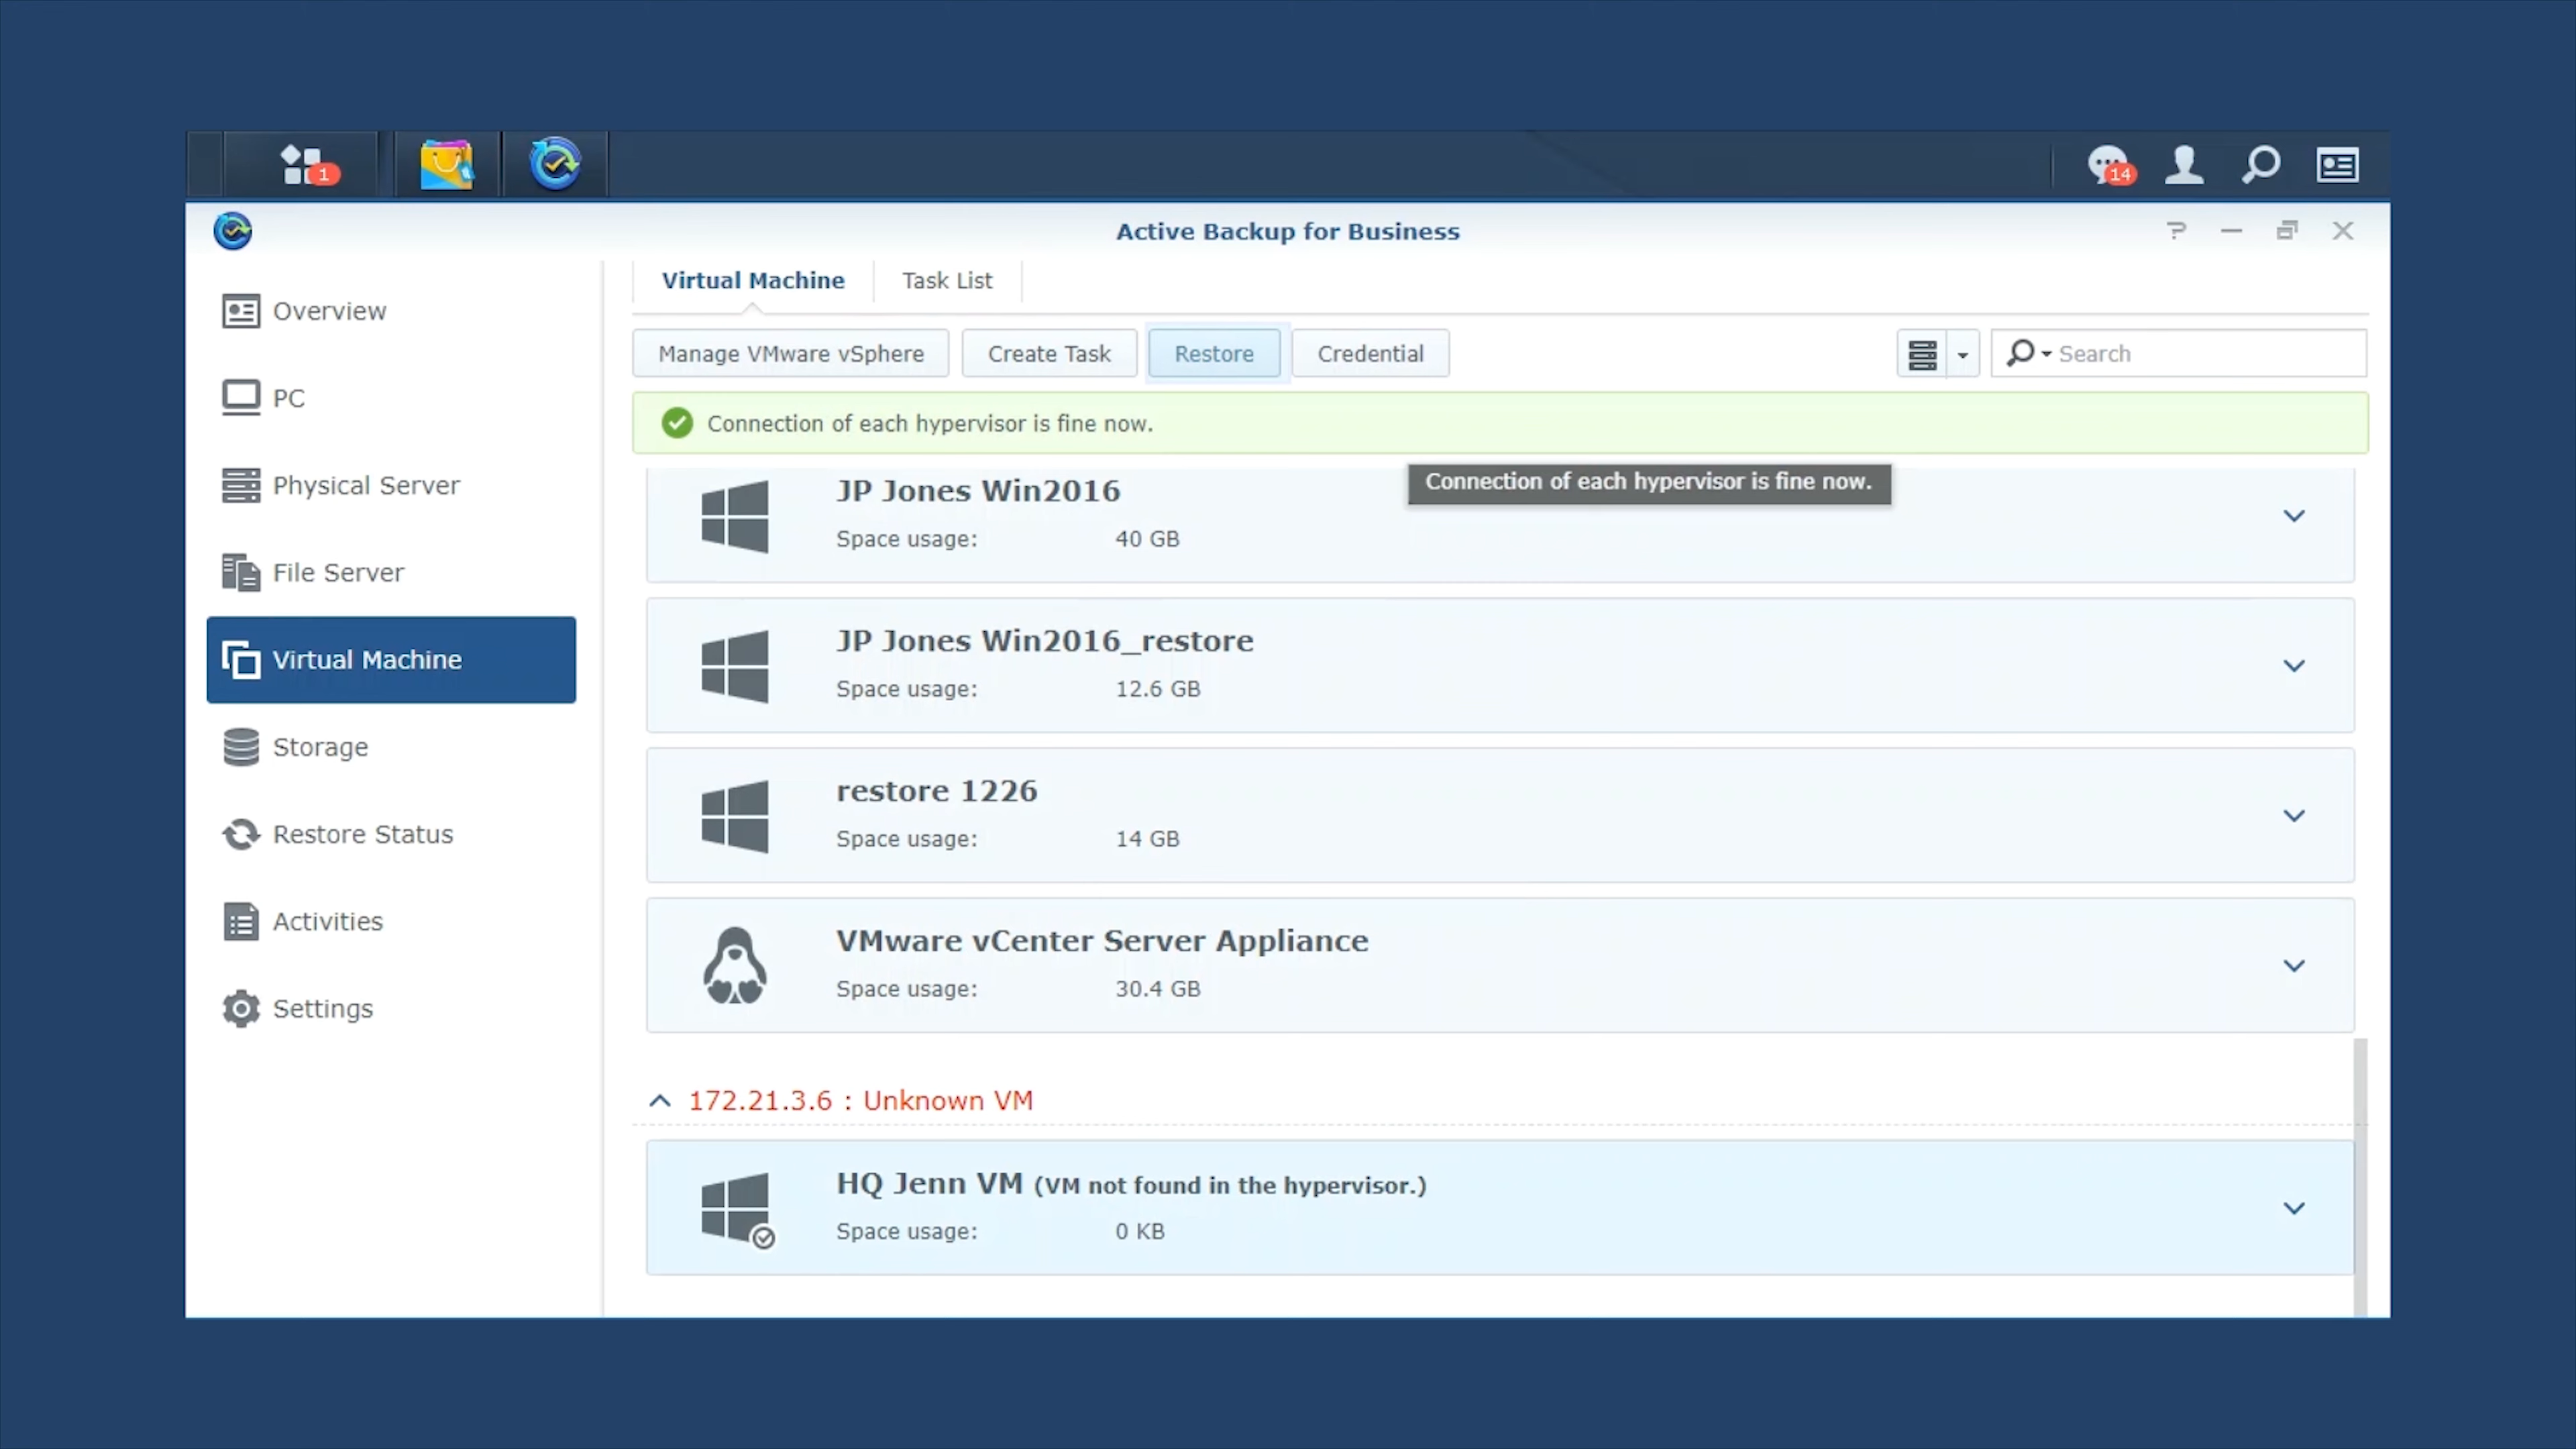 1
14
Active Backup for Business
Overview
PC
Physical Server
File Server
Virtual Machine
Storage
Restore Status
Activities
Settings
Virtual Machine
Task List
Manage VMware vSphere
Create Task
Restore
Credential
Search
Connection of each hypervisor is fine now.
Connection of each hypervisor is fine now.
JP Jones Win2016
Space usage: 40 GB
JP Jones Win2016_restore
Space usage: 12.6 GB
restore 1226
Space usage: 14 GB
VMware vCenter Server Appliance
Space usage: 30.4 GB
172.21.3.6 : Unknown VM
HQ Jenn VM (VM not found in the hypervisor.)
Space usage: 0 KB